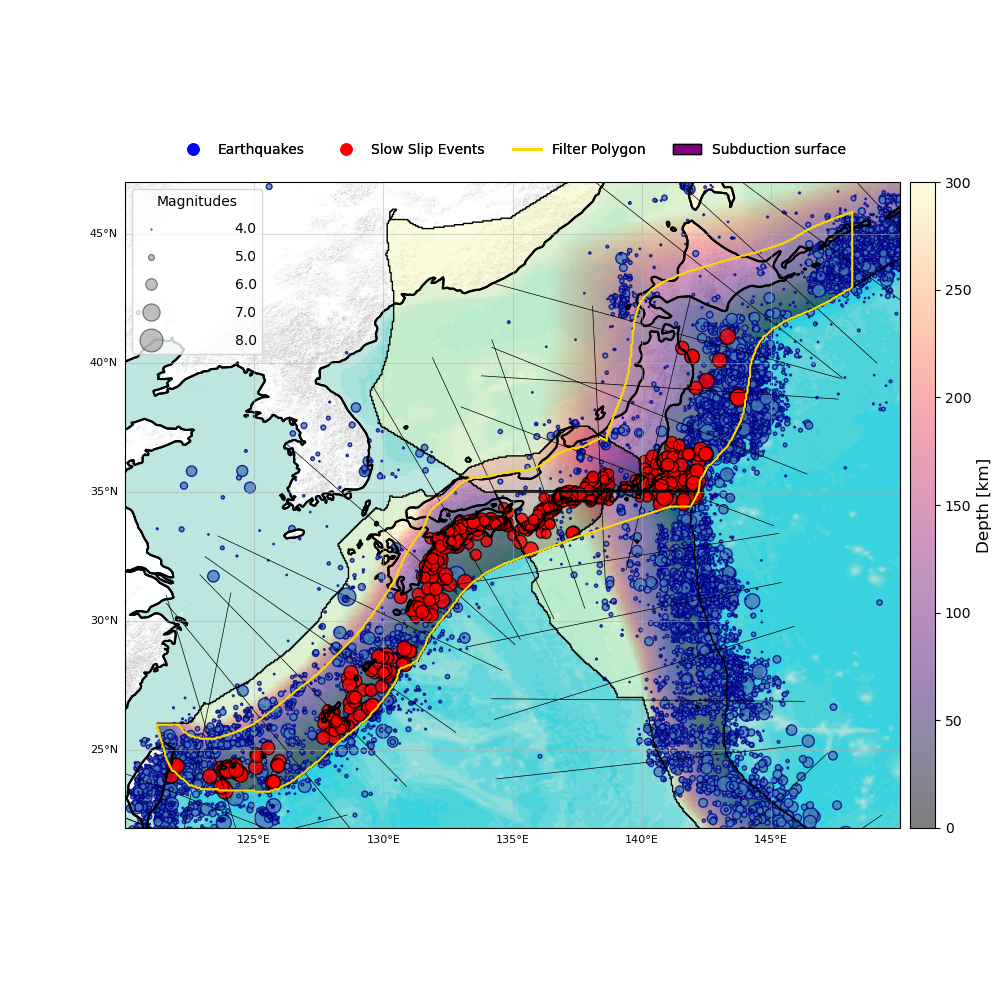 Earthquakes Slow Slip Events Filter Polygon Subduction surface
Magnitudes
4.0
5.0
6.0
7.0
8.0
45°N
40°N
35°N
30°N
25°N
125°E 130°E 135°E 140°E 145°E
300
250
200
150
100
50
0
Depth [km]